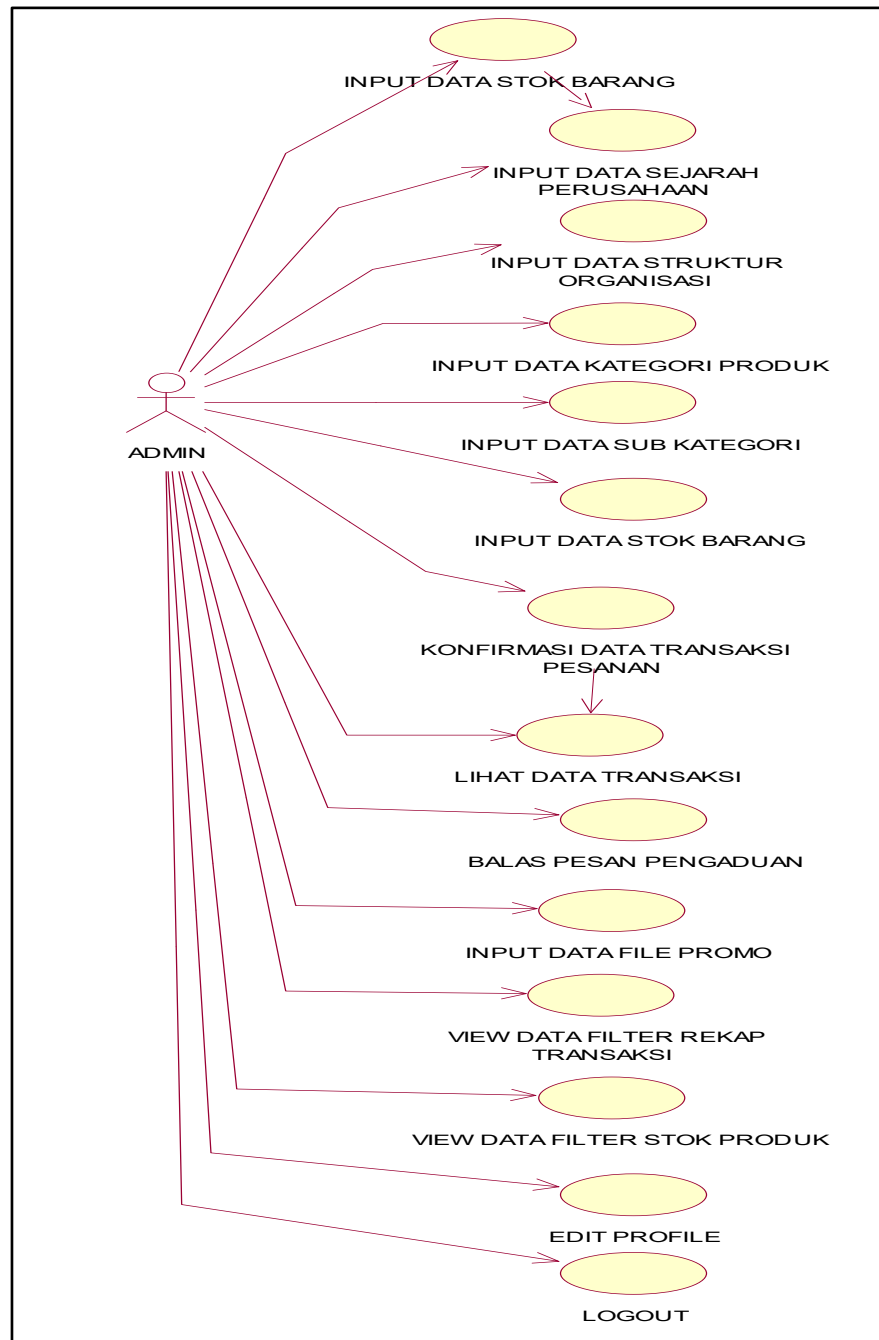 INPUT DATA STOK BARANG
INPUT DATA SEJARAH
PERUSAHAAN
INPUT DATA STRUKTUR
ORGANISASI
INPUT DATA KATEGORI PRODUK
INPUT DATA SUB KATEGORI
ADMIN
INPUT DATA STOK BARANG
KONFIRMASI DATA TRANSAKSI
PESANAN
LIHAT DATA TRANSAKSI
BALAS PESAN PENGADUAN
INPUT DATA FILE PROMO
VIEW DATA FILTER REKAP
TRANSAKSI
VIEW DATA FILTER STOK PRODUK
EDIT PROFILE
LOGOUT